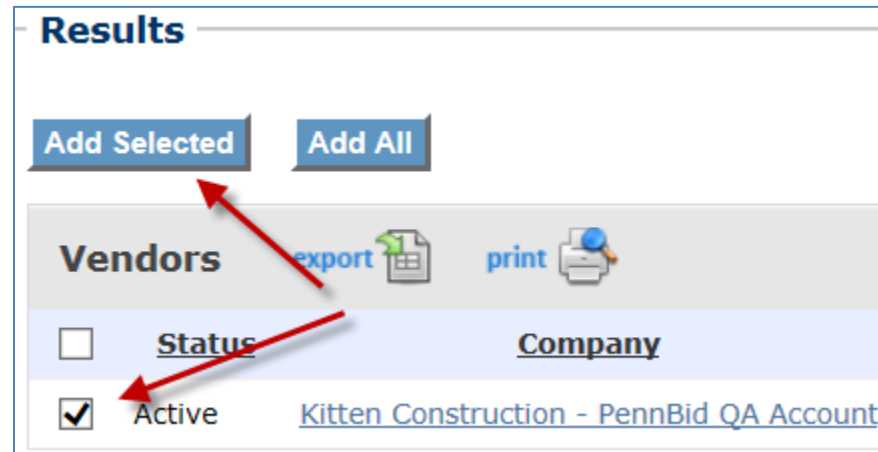 Results
Add Selected Add All
Vendors export print
Status Company
Active Kitten Construction - PennBid QA Account